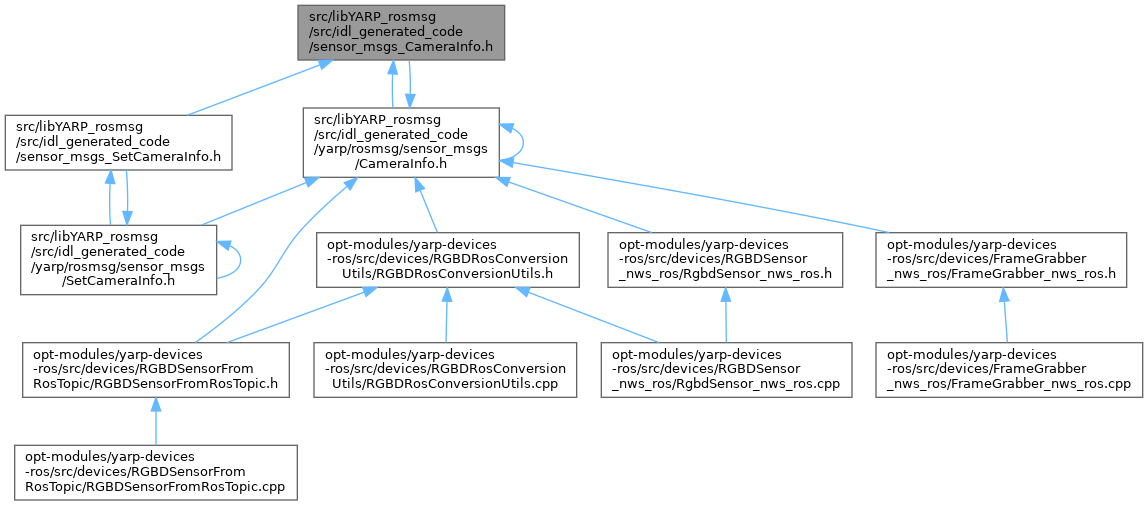 src/libYARP_rosmsg
/src/idl_generated_code
/sensor_msgs_CameraInfo.h
src/libYARP_rosmsg
/src/idl_generated_code
/sensor_msgs_SetCameraInfo.h
src/libYARP_rosmsg
/src/idl_generated_code
/yarp/rosmsg/sensor_msgs
/CameraInfo.h
src/libYARP_rosmsg
/src/idl_generated_code
/yarp/rosmsg/sensor_msgs
/SetCameraInfo.h
opt-modules/yarp-devices
-ros/src/devices/RGBDRosConversion
Utils/RGBDRosConversionUtils.h
opt-modules/yarp-devices
-ros/src/devices/RGBDSensor
_nws_ros/RgbdSensor_nws_ros.h
opt-modules/yarp-devices
-ros/src/devices/FrameGrabber
_nws_ros/FrameGrabber_nws_ros.h
opt-modules/yarp-devices
-ros/src/devices/RGBDSensorFrom
RosTopic/RGBDSensorFromRosTopic.h
opt-modules/yarp-devices
-ros/src/devices/RGBDRosConversion
Utils/RGBDRosConversionUtils.cpp
opt-modules/yarp-devices
-ros/src/devices/RGBDSensor
_nws_ros/RgbdSensor_nws_ros.cpp
opt-modules/yarp-devices
-ros/src/devices/FrameGrabber
_nws_ros/FrameGrabber_nws_ros.cpp
opt-modules/yarp-devices
-ros/src/devices/RGBDSensorFrom
RosTopic/RGBDSensorFromRosTopic.cpp